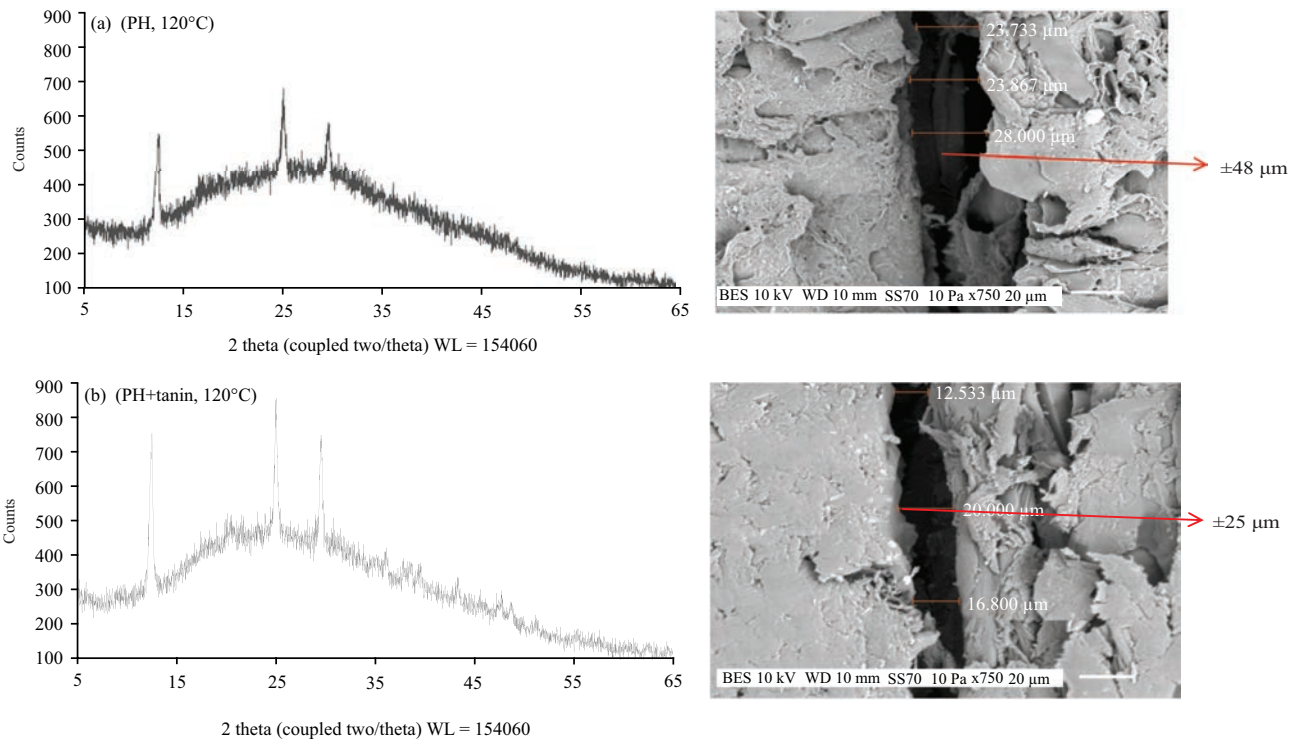 (a) (PH, 120°C)
900
800
700
600
500
400
300
200
100
Counts
5 15 25 35 45 55 65
2 theta (coupled two/theta) WL = 154060
23.733 µm
23.867 µm
28.000 µm
±48 µm
BES 10 kV WD 10 mm SS70 10 Pa x750 20 µm
(b) (PH+tanin, 120°C)
900
800
700
600
500
400
300
200
100
Counts
5 15 25 35 45 55 65
2 theta (coupled two/theta) WL = 154060
12.533 µm
20.000 µm
16.800 µm
±25 µm
BES 10 kV WD 10 mm SS70 10 Pa x750 20 µm